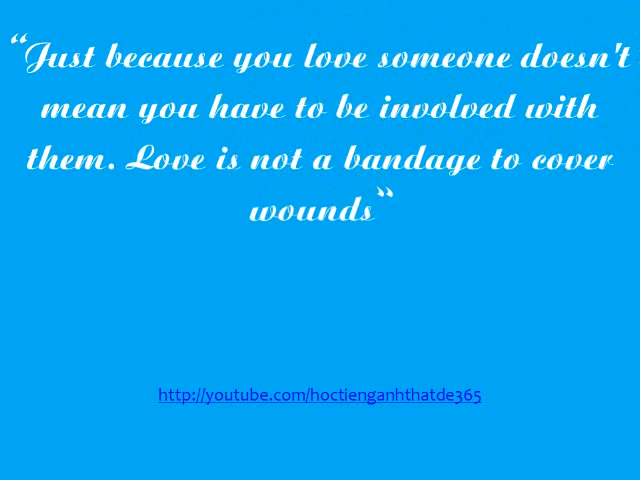 “Just because you love someone doesn't
mean you have to be involved with
them. Love is not a bandage to cover
wounds”
http://youtube.com/hoctienganhthatde365